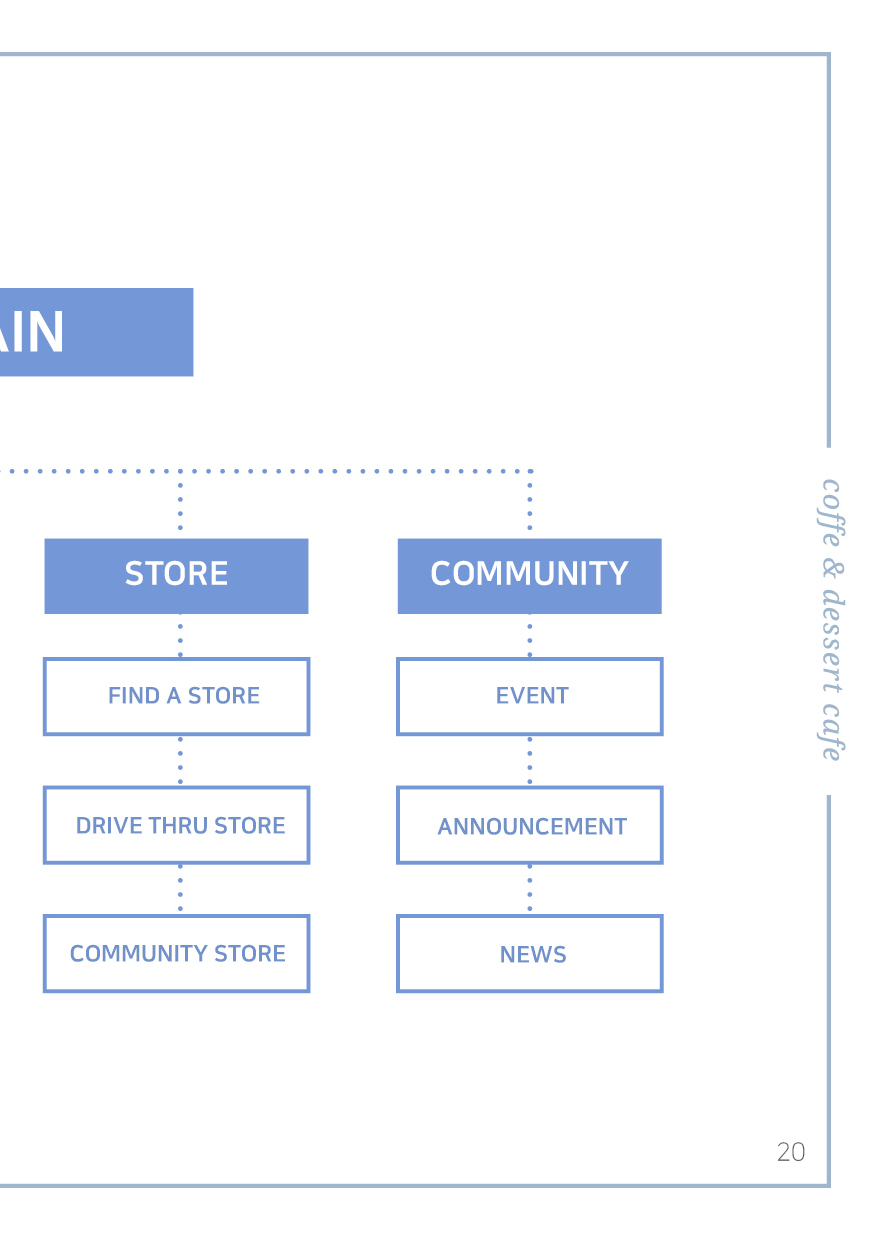 AIN
STORE
COMMUNITY
FIND A STORE
EVENT
DRIVE THRU STORE
ANNOUNCEMENT
COMMUNITY STORE
NEWS
coffe & dessert cafe
20